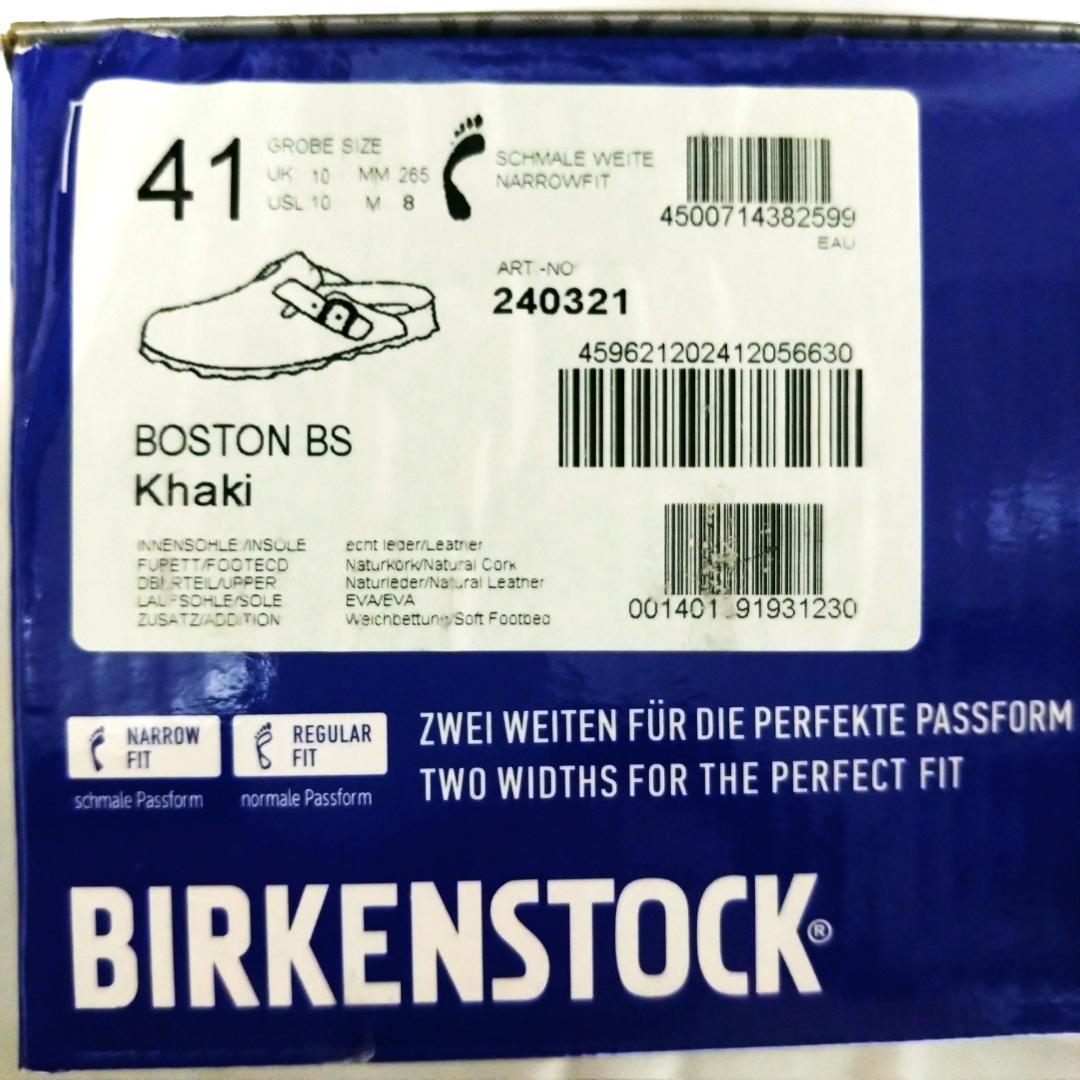 41
GROBE SIZE
UK 10 MM 265
USL 10 M 8
SCHMALE WEITE
NARROWFIT
4500714382599
EAU
ART.-NO
240321
459621202412056630
BOSTON BS
Khaki
INNENSOHLE/INSOLE echt leder/Leather
FUPETT/FOOTECD Naturkork/Natural Cork
OBERTEIL/UPPER Naturleder/Natural Leather
LAUFSOHLE/SOLE EVA/EVA
ZUSATZ/ADDITION Weichbettung/Soft Footbed
001401 91931230
NARROW FIT
schmale Passform
REGULAR FIT
normale Passform
ZWEI WEITEN FÜR DIE PERFEKTE PASSFORM
TWO WIDTHS FOR THE PERFECT FIT
BIRKENSTOCK®